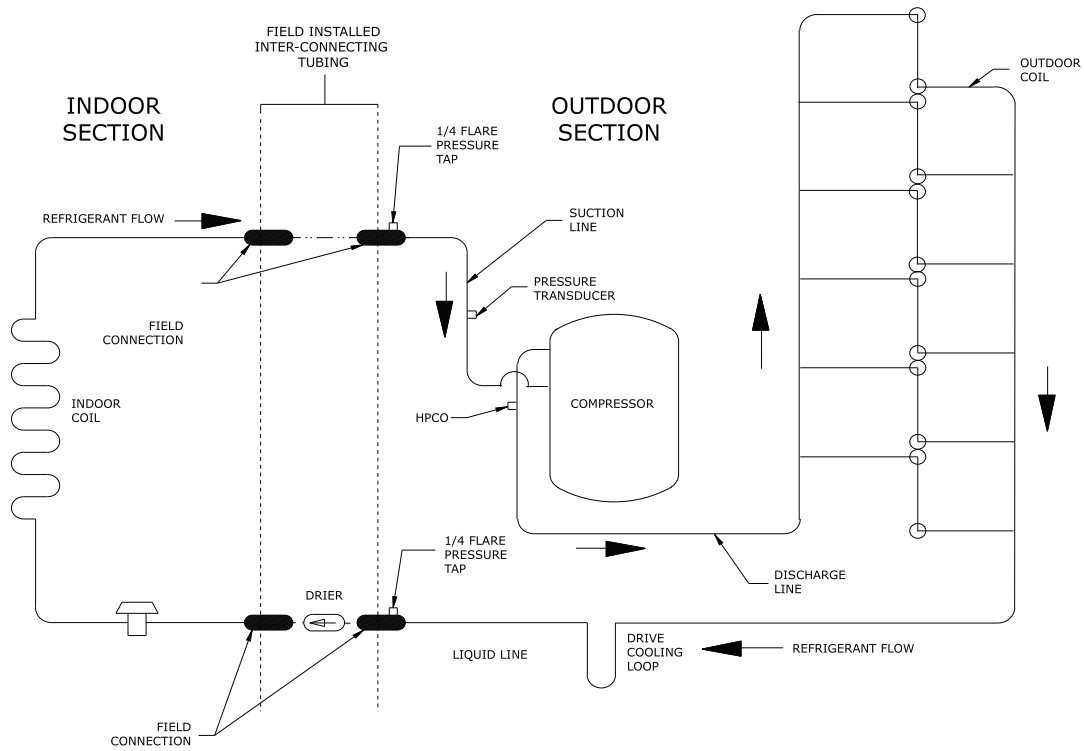 FIELD INSTALLED
INTER-CONNECTING
TUBING
INDOOR
SECTION
OUTDOOR
SECTION
OUTDOOR
COIL
1/4 FLARE
PRESSURE
TAP
REFRIGERANT FLOW
SUCTION
LINE
PRESSURE
TRANSDUCER
FIELD
CONNECTION
INDOOR
COIL
COMPRESSOR
HPCO
1/4 FLARE
PRESSURE
TAP
DISCHARGE
LINE
DRIER
LIQUID LINE
DRIVE
COOLING
LOOP
REFRIGERANT FLOW
FIELD
CONNECTION